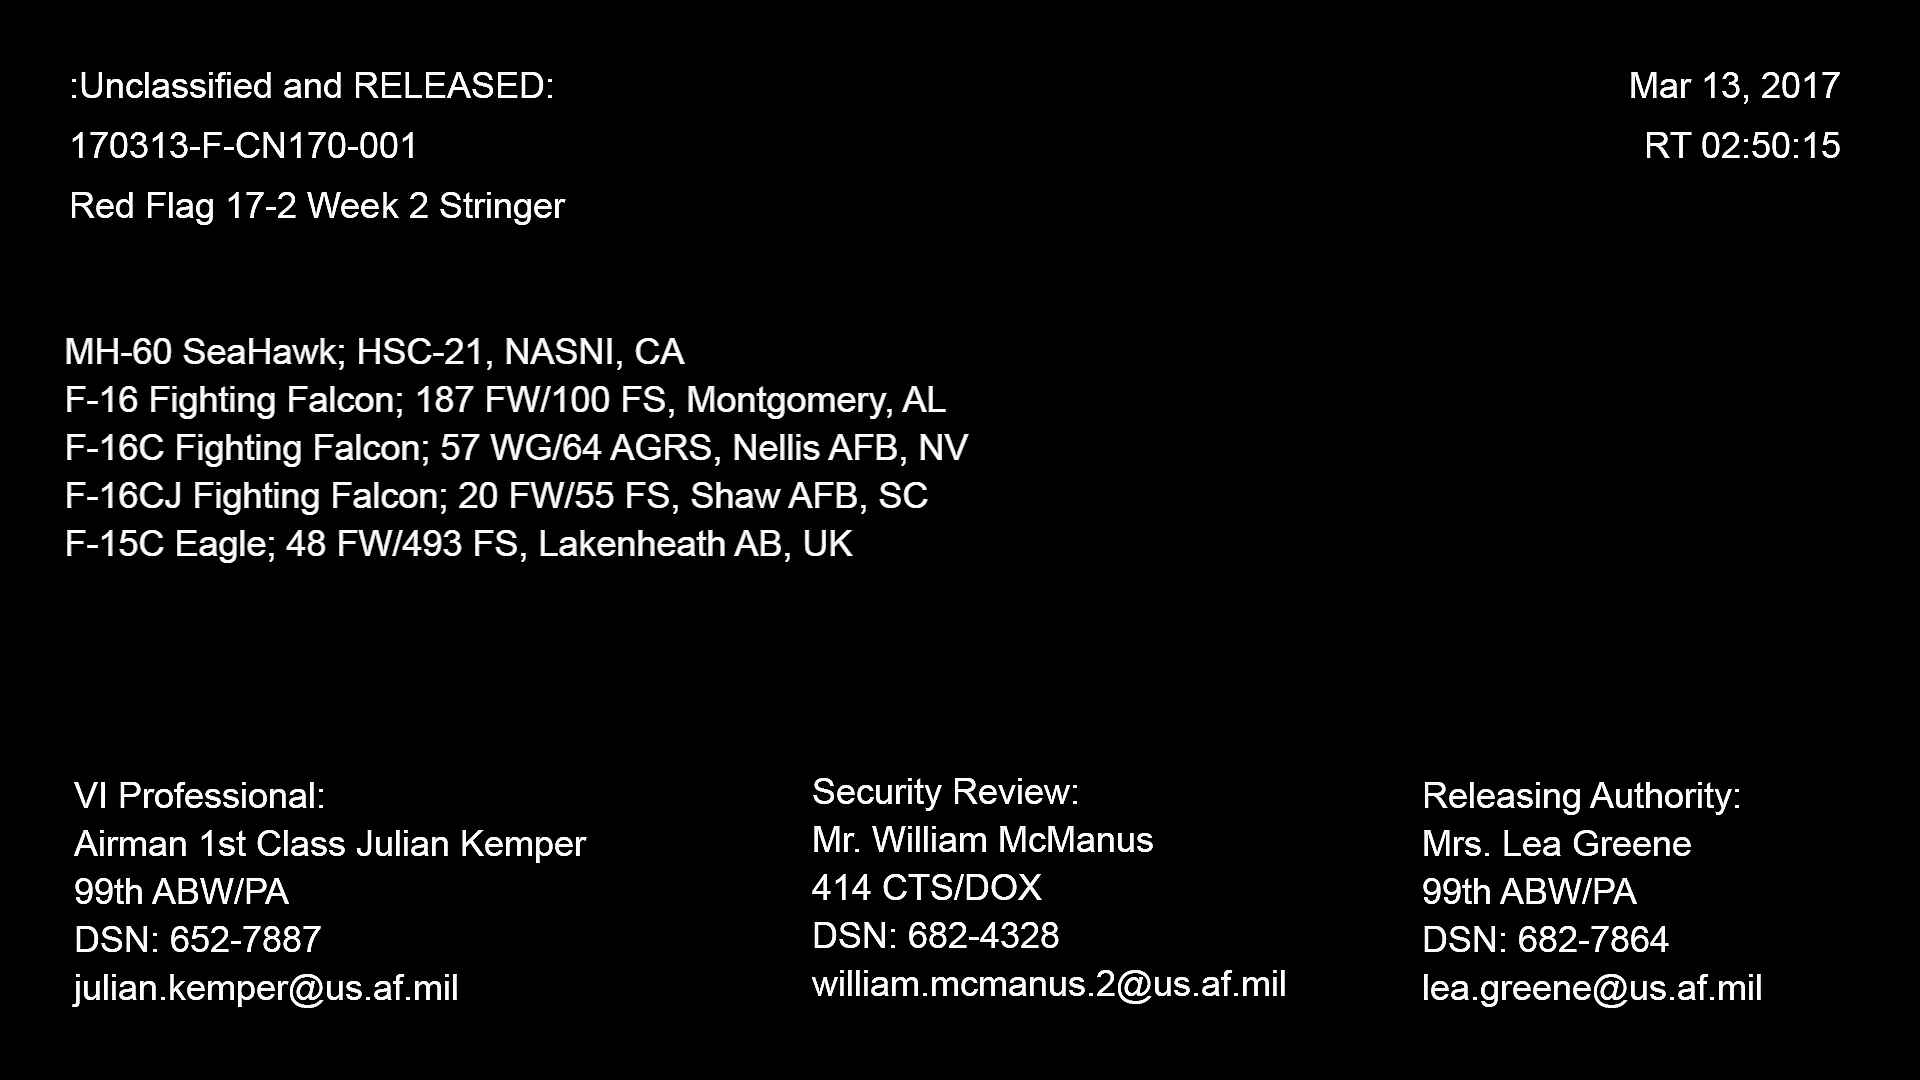 :Unclassified and RELEASED:
Mar 13, 2017
170313-F-CN170-001
RT 02:50:15
Red Flag 17-2 Week 2 Stringer
MH-60 SeaHawk; HSC-21, NASNI, CA
F-16 Fighting Falcon; 187 FW/100 FS, Montgomery, AL
F-16C Fighting Falcon; 57 WG/64 AGRS, Nellis AFB, NV
F-16CJ Fighting Falcon; 20 FW/55 FS, Shaw AFB, SC
F-15C Eagle; 48 FW/493 FS, Lakenheath AB, UK
VI Professional:
Airman 1st Class Julian Kemper
99th ABW/PA
DSN: 652-7887
julian.kemper@us.af.mil
Security Review:
Mr. William McManus
414 CTS/DOX
DSN: 682-4328
william.mcmanus.2@us.af.mil
Releasing Authority:
Mrs. Lea Greene
99th ABW/PA
DSN: 682-7864
lea.greene@us.af.mil